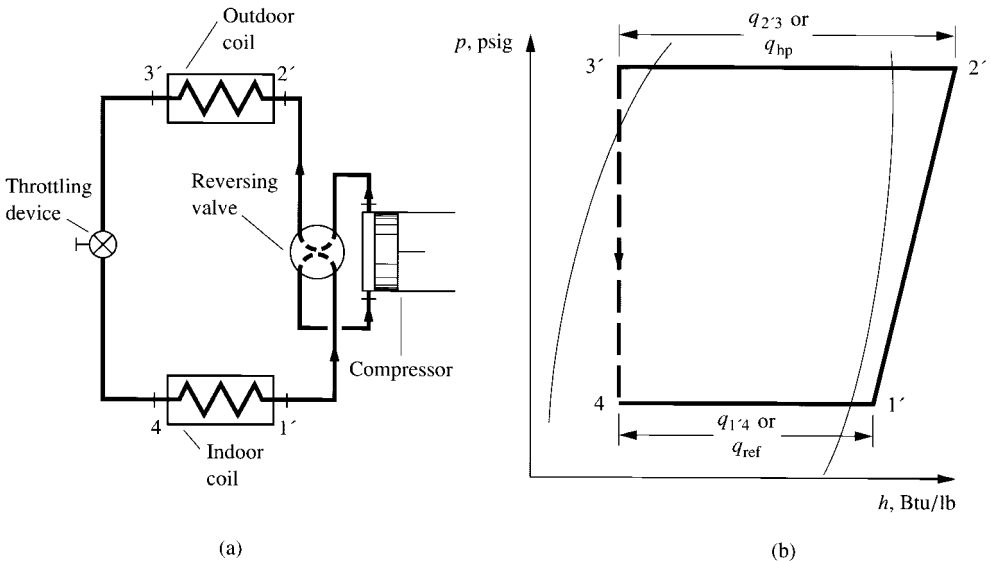 Outdoor
coil
3´
2´
Throttling
device
Reversing
valve
Compressor
4
1´
Indoor
coil
(a)
p, psig
q2´3 or
qhp
3´
2´
4
1´
q1´4 or
qref
h, Btu/lb
(b)